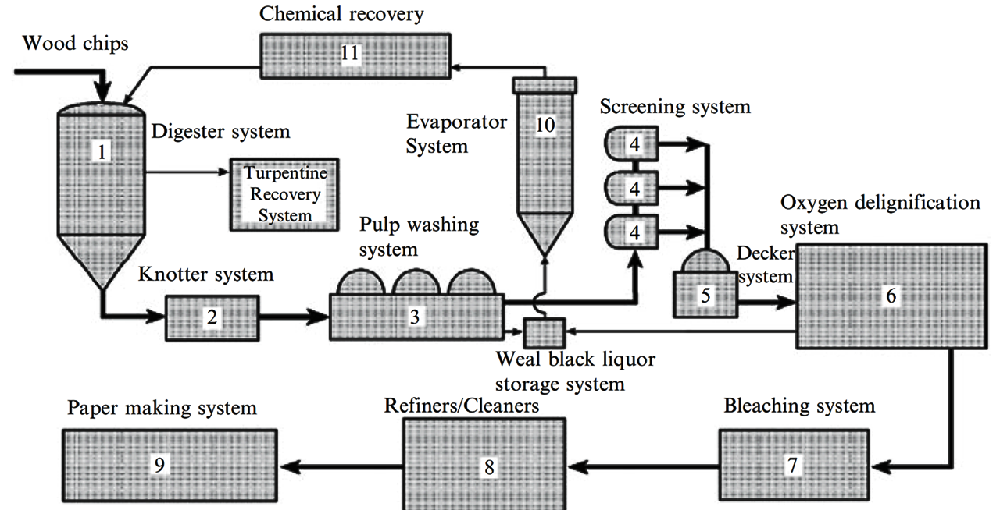 Chemical recovery
Wood chips
11
Screening system
Evaporator
System
10
Digester system
1
4
4
4
Turpentine
Recovery
System
Oxygen delignification
system
Pulp washing
system
Decker
system
Knotter system
2
3
5
6
Weal black liquor
storage system
Paper making system
Refiners/Cleaners
Bleaching system
9
8
7